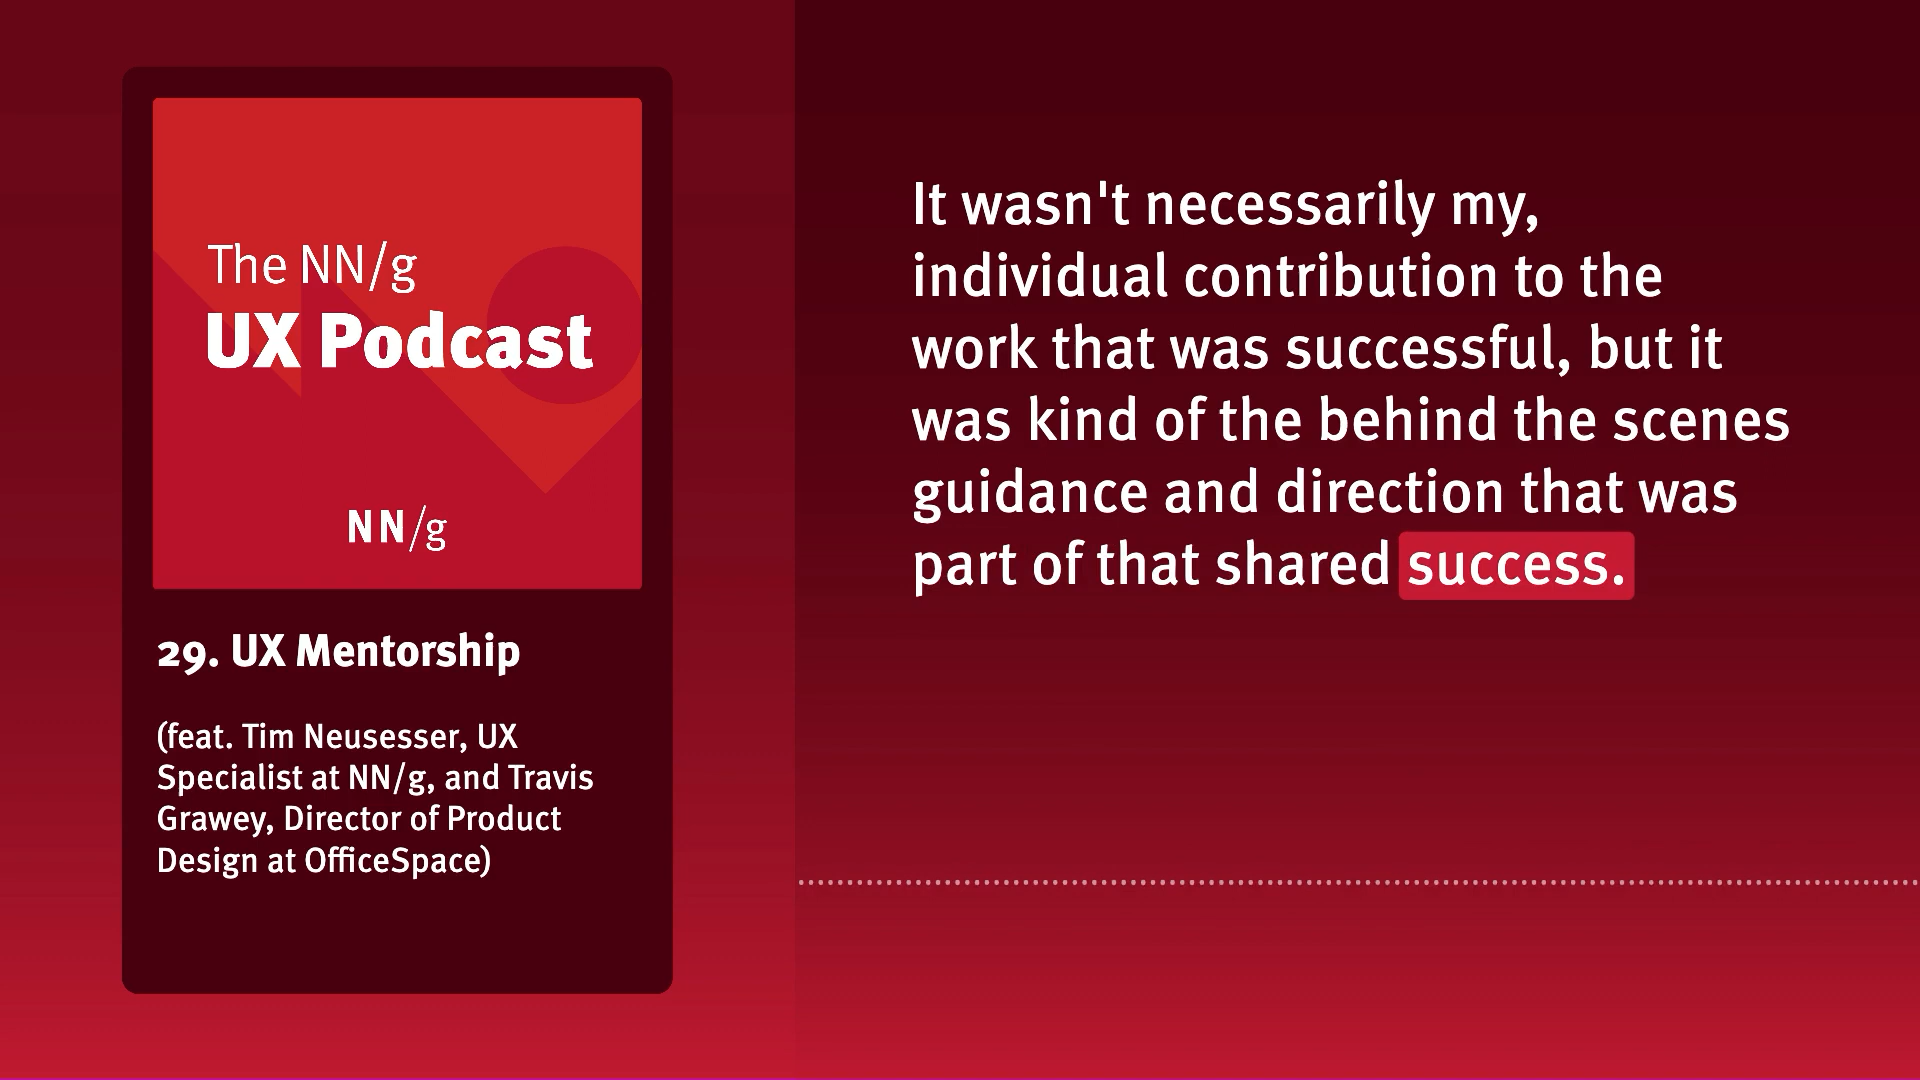 The NN/g
UX Podcast
NN/g
29. UX Mentorship
(feat. Tim Neusesser, UX
Specialist at NN/g, and Travis
Grawey, Director of Product
Design at OfficeSpace)
It wasn't necessarily my,
individual contribution to the
work that was successful, but it
was kind of the behind the scenes
guidance and direction that was
part of that shared success.